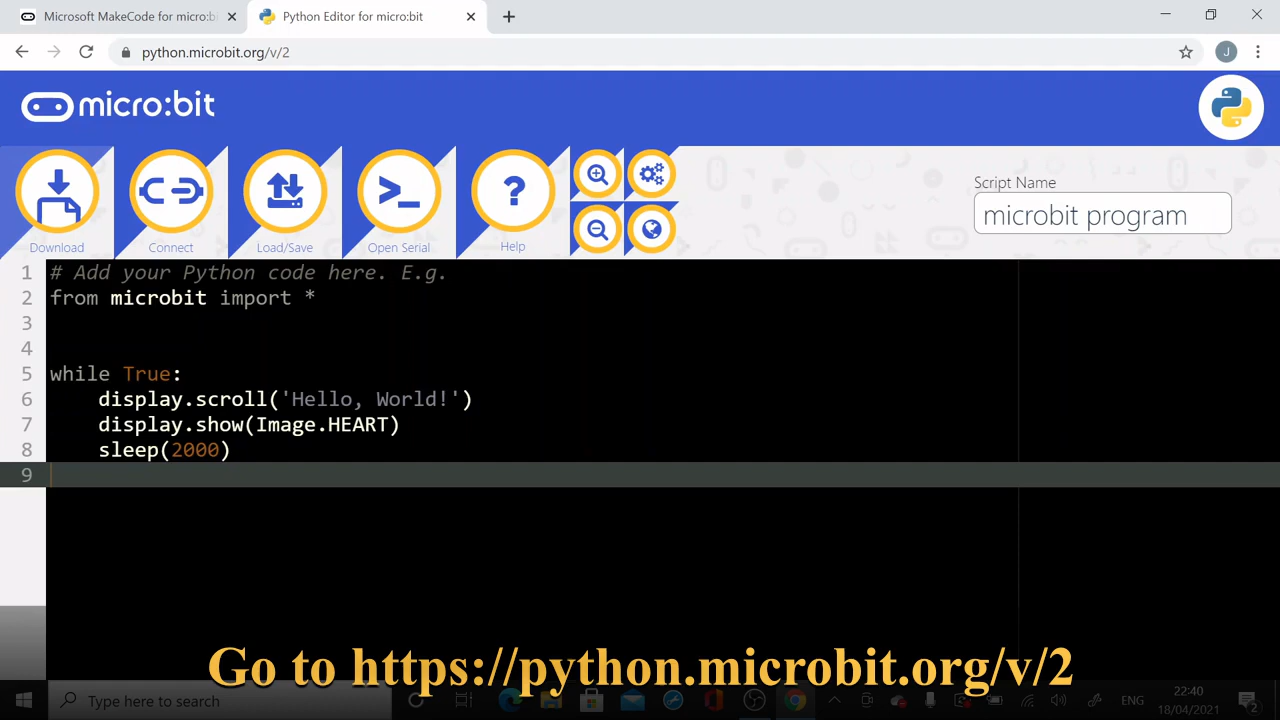 Microsoft MakeCode for micro:bi
Python Editor for micro:bit
python.microbit.org/v/2
J
micro:bit
Download
Connect
Load/Save
>_ Open Serial
? Help
Script Name
microbit program
1 # Add your Python code here. E.g.
2 from microbit import *
3
4
5 while True:
6 display.scroll('Hello, World!')
7 display.show(Image.HEART)
8 sleep(2000)
9
Go to https://python.microbit.org/v/2
Type here to search
ENG
22:40
18/04/2021
2